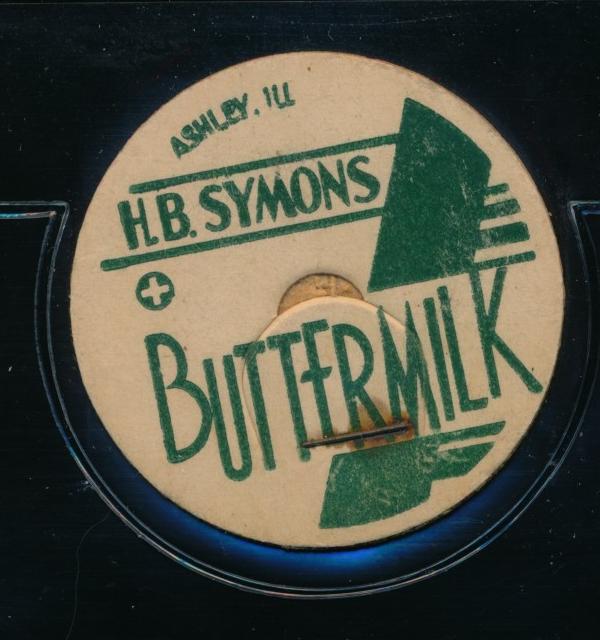 ASHLEY, ILL
H.B. SYMONS
BUTTERMILK